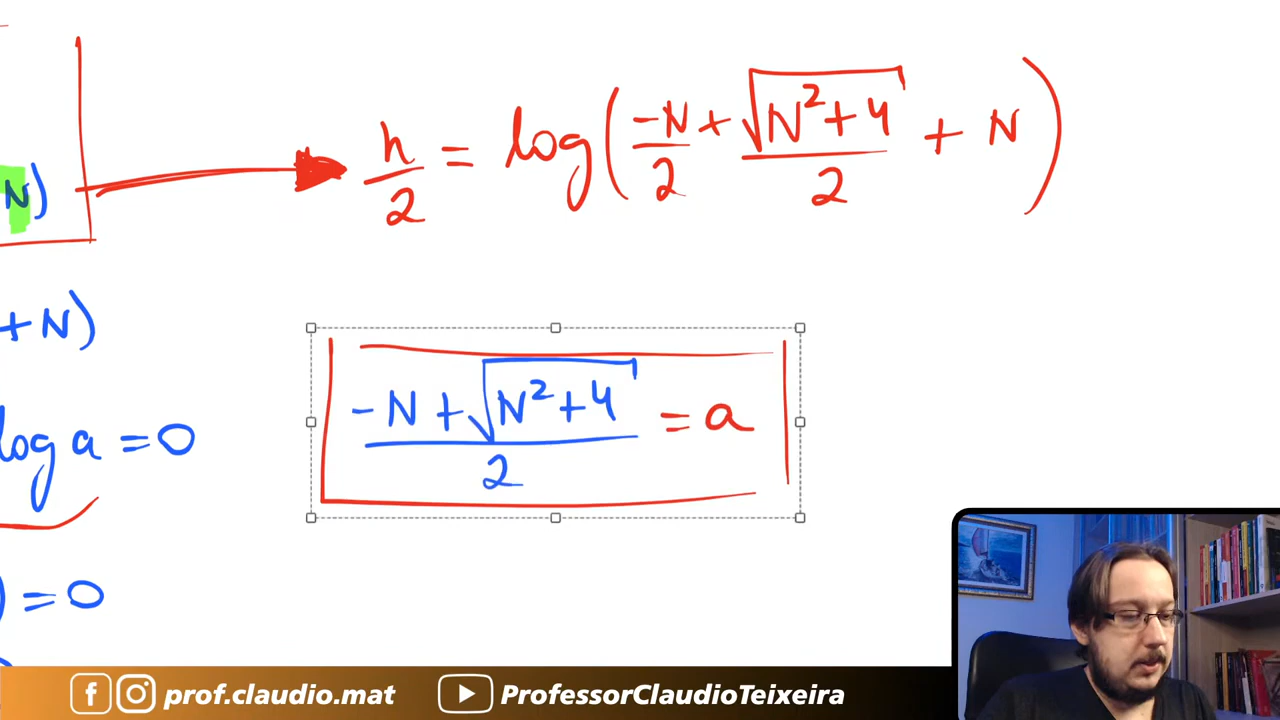 h/2 = log(-N/2 + √(N²+4)/2 + N)
N)
+N)
(-N + √(N²+4))/2 = a
log a = 0
) = 0
prof.claudio.mat ProfessorClaudioTeixeira